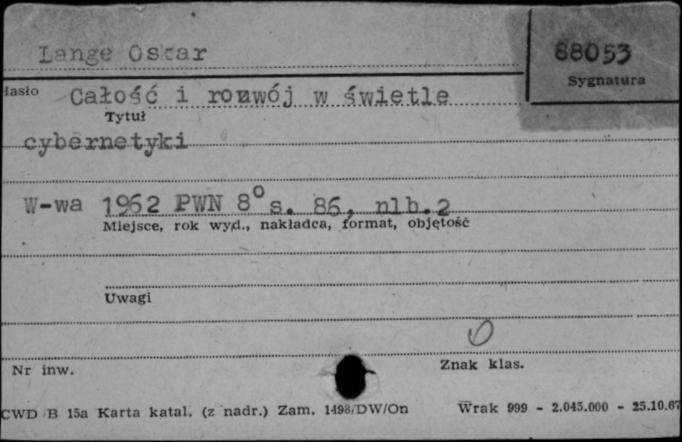 Lange Oscar
88053
Sygnatura
Hasło Całość i rozwój w świetle
Tytuł
cybernetyki
W-wa 1962 PWN 8° s. 86, nlb.2
Miejsce, rok wyd., nakładca, format, objętość
Uwagi
Nr inw.
Znak klas.
CWD B 15a Karta katal. (z nadr.) Zam. 1498/DW/On Wrak 999 - 2.045.000 - 25.10.67